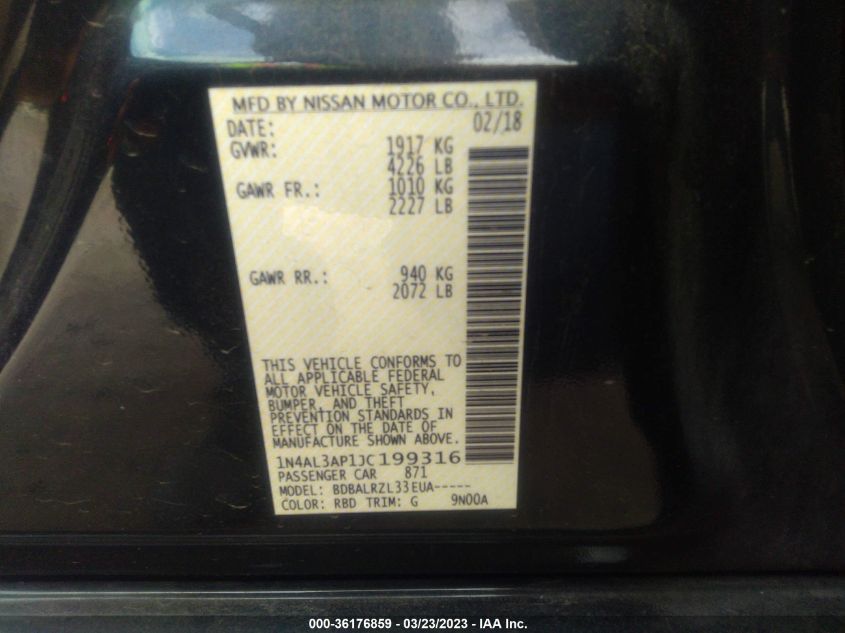 MFD BY NISSAN MOTOR CO., LTD.
DATE: 02/18
GVWR: 1917 KG
4226 LB
GAWR FR.: 1010 KG
2227 LB
GAWR RR.: 940 KG
2072 LB
THIS VEHICLE CONFORMS TO
ALL APPLICABLE FEDERAL
MOTOR VEHICLE SAFETY,
BUMPER, AND THEFT
PREVENTION STANDARDS IN
EFFECT ON THE DATE OF
MANUFACTURE SHOWN ABOVE.
1N4AL3AP1JC199316
PASSENGER CAR 871
MODEL: BDBALRZL33EUA-----
COLOR: RBD TRIM: G 9N00A
000-36176859 — 03/23/2023 — IAA Inc.